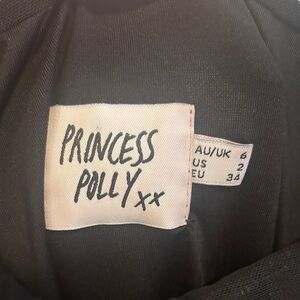 PRINCESS
POLLY xx
AU/UK 6
US 2
EU 34